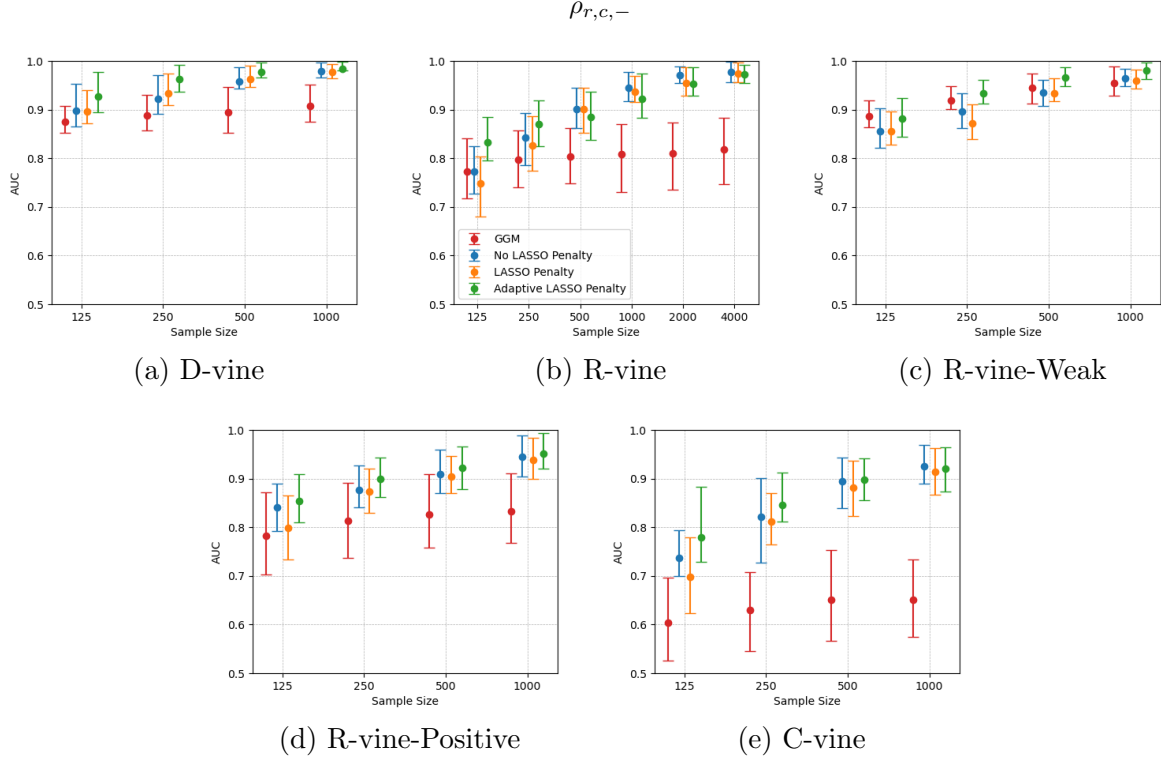 ρr,c,−
1.0
0.9
0.8
0.7
0.6
0.5
AUC
125 250 500 1000
Sample Size
(a) D-vine
1.0
0.9
0.8
0.7
0.6
0.5
AUC
GGM
No LASSO Penalty
LASSO Penalty
Adaptive LASSO Penalty
125 250 500 1000 2000 4000
Sample Size
(b) R-vine
1.0
0.9
0.8
0.7
0.6
0.5
AUC
125 250 500 1000
Sample Size
(c) R-vine-Weak
1.0
0.9
0.8
0.7
0.6
0.5
AUC
125 250 500 1000
Sample Size
(d) R-vine-Positive
1.0
0.9
0.8
0.7
0.6
0.5
AUC
125 250 500 1000
Sample Size
(e) C-vine